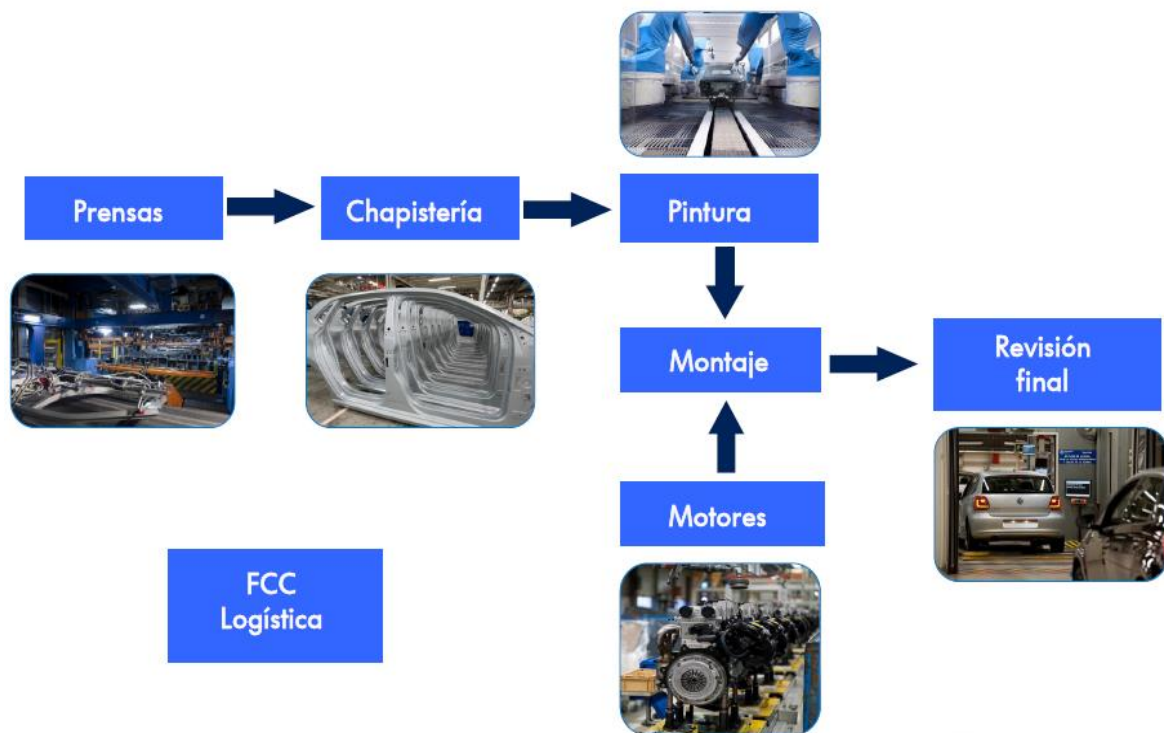 Prensas
Chapistería
Pintura
Montaje
Revisión
final
Motores
FCC
Logística